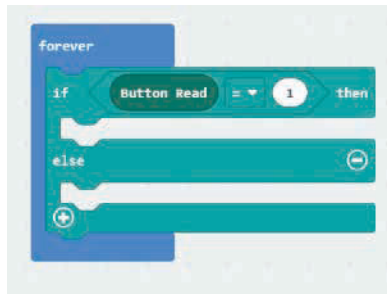 forever
if Button Read = 1 then
else